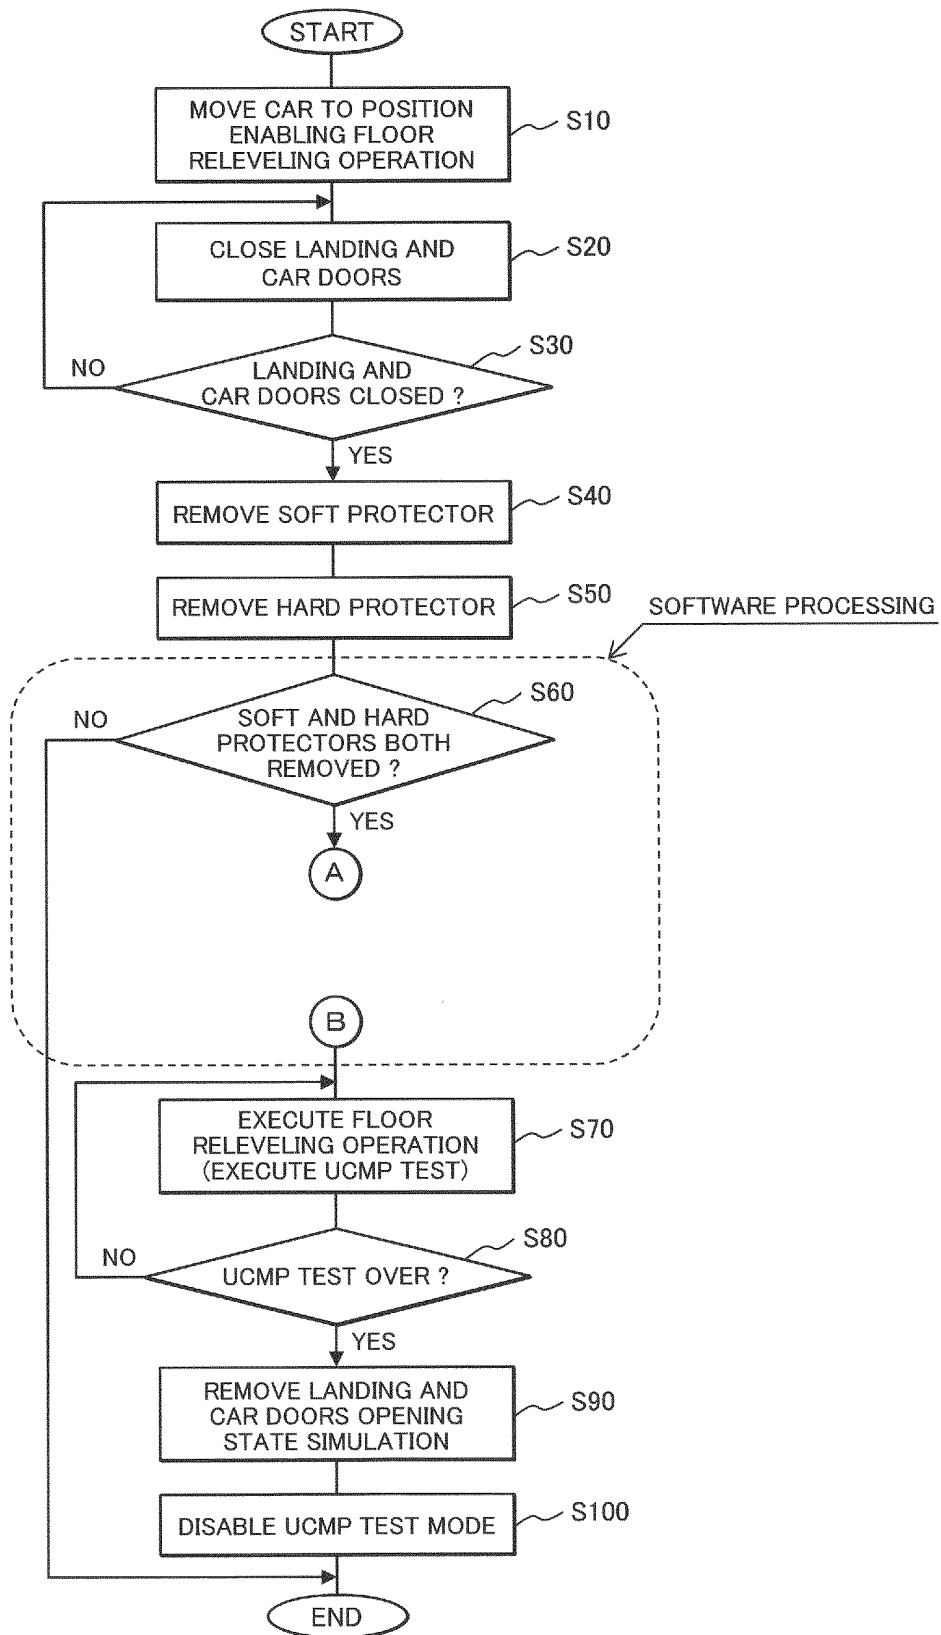 START
MOVE CAR TO POSITION
ENABLING FLOOR
RELEVELING OPERATION
S10
CLOSE LANDING AND
CAR DOORS
S20
LANDING AND
CAR DOORS CLOSED ?
S30
NO
YES
REMOVE SOFT PROTECTOR
S40
REMOVE HARD PROTECTOR
S50
SOFTWARE PROCESSING
SOFT AND HARD
PROTECTORS BOTH
REMOVED ?
S60
NO
YES
A
B
EXECUTE FLOOR
RELEVELING OPERATION
(EXECUTE UCMP TEST)
S70
UCMP TEST OVER ?
S80
NO
YES
REMOVE LANDING AND
CAR DOORS OPENING
STATE SIMULATION
S90
DISABLE UCMP TEST MODE
S100
END